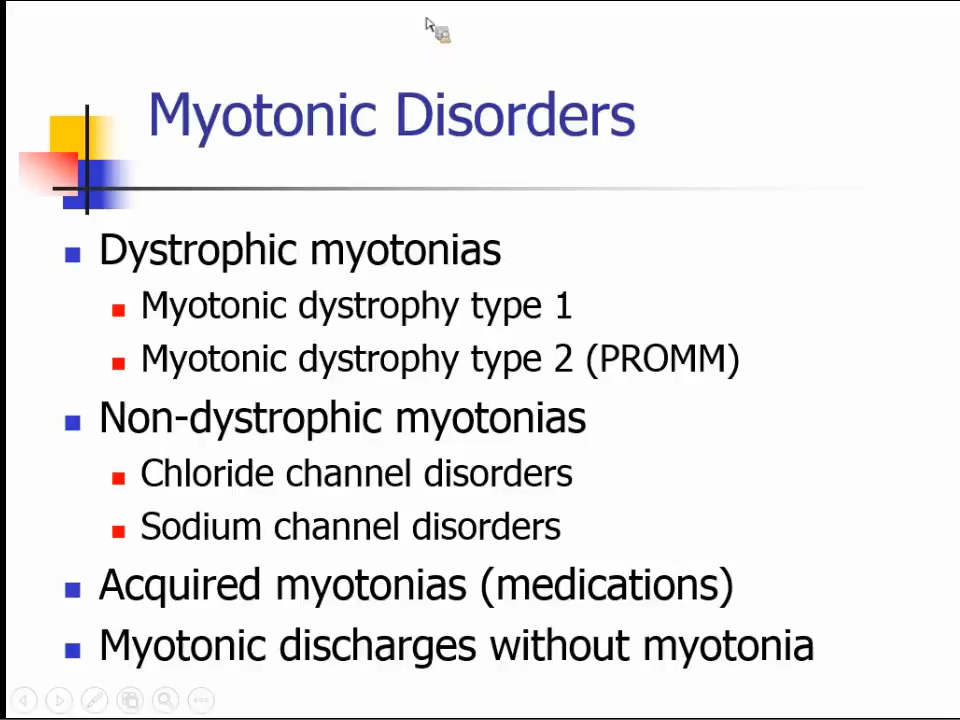 Myotonic Disorders
Dystrophic myotonias
Myotonic dystrophy type 1
Myotonic dystrophy type 2 (PROMM)
Non-dystrophic myotonias
Chloride channel disorders
Sodium channel disorders
Acquired myotonias (medications)
Myotonic discharges without myotonia